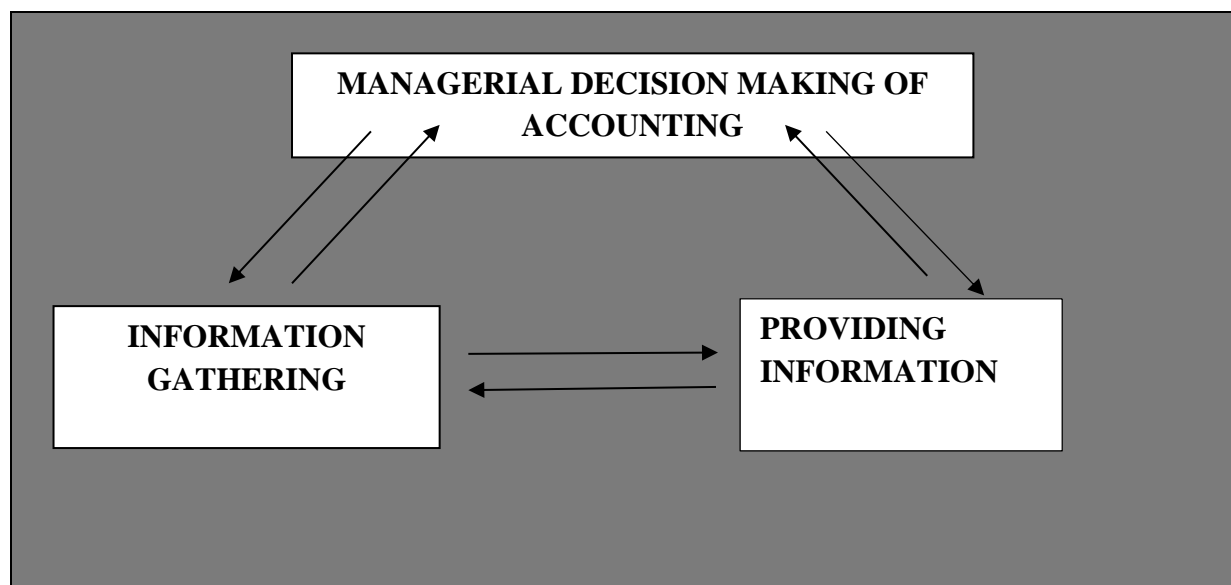 MANAGERIAL DECISION MAKING OF
ACCOUNTING
INFORMATION
GATHERING
PROVIDING
INFORMATION